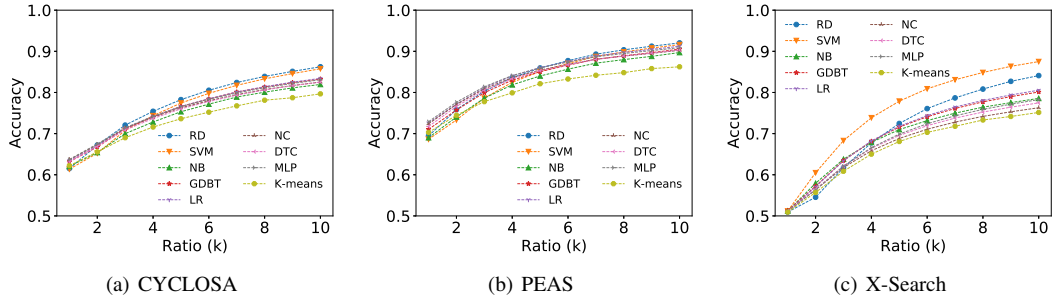 1.0
0.9
0.8
0.7
0.6
0.5
Accuracy
2 4 6 8 10
Ratio (k)
RD
SVM
NB
GDBT
LR
NC
DTC
MLP
K-means
(a) CYCLOSA
1.0
0.9
0.8
0.7
0.6
0.5
Accuracy
2 4 6 8 10
Ratio (k)
RD
SVM
NB
GDBT
LR
NC
DTC
MLP
K-means
(b) PEAS
1.0
0.9
0.8
0.7
0.6
0.5
Accuracy
2 4 6 8 10
Ratio (k)
RD
SVM
NB
GDBT
LR
NC
DTC
MLP
K-means
(c) X-Search